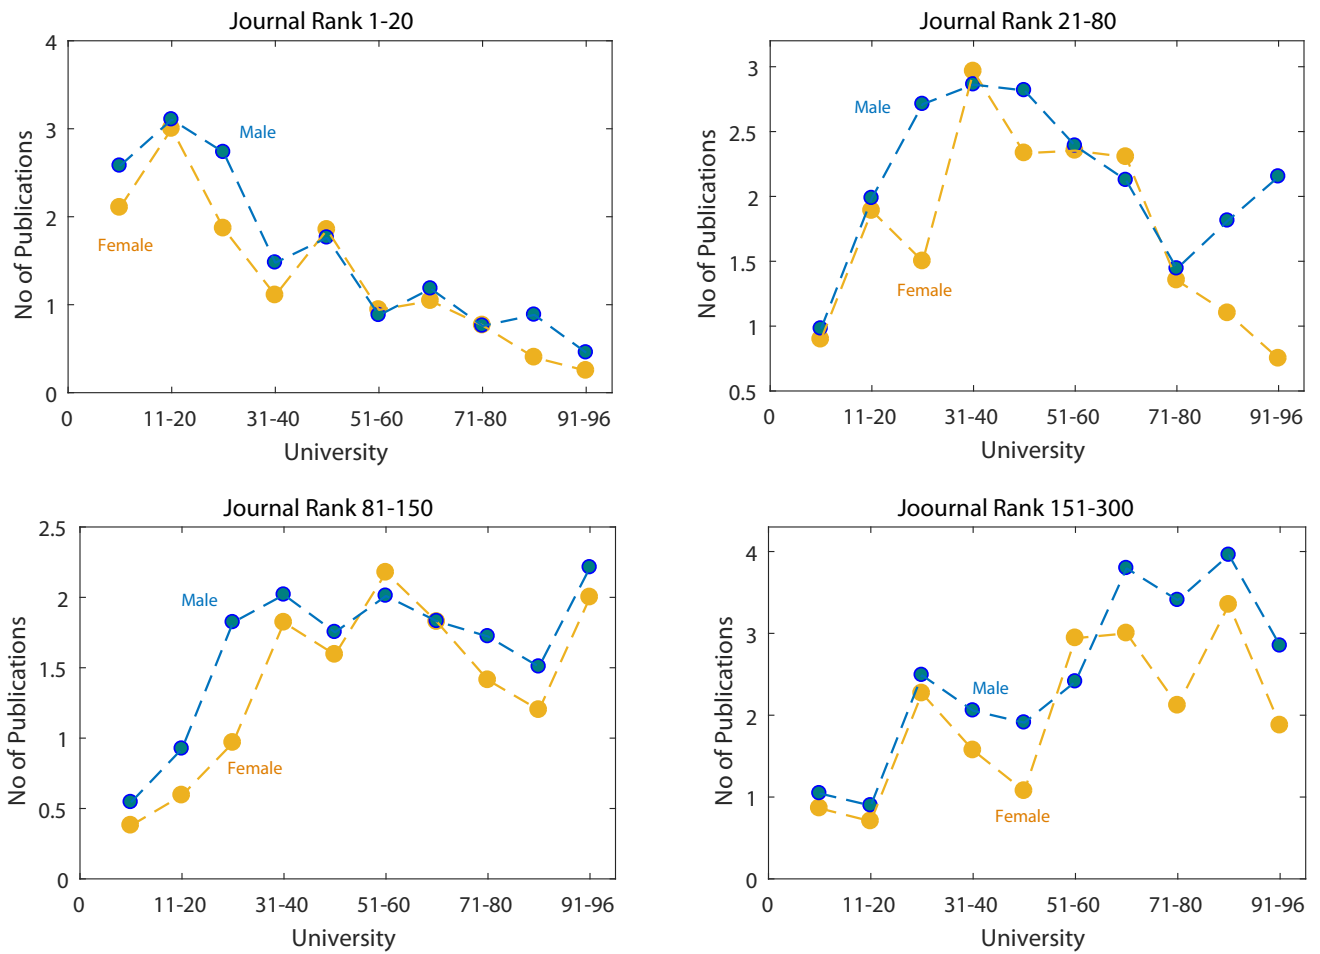 Journal Rank 1-20
4
3
2
1
0
No of Publications
Male
Female
0
11-20
31-40
51-60
71-80
91-96
University
Journal Rank 21-80
3
2.5
2
1.5
1
0.5
No of Publications
Male
Female
0
11-20
31-40
51-60
71-80
91-96
University
Journal Rank 81-150
2.5
2
1.5
1
0.5
0
No of Publications
Male
Female
0
11-20
31-40
51-60
71-80
91-96
University
Joournal Rank 151-300
4
3
2
1
0
No of Publications
Male
Female
0
11-20
31-40
51-60
71-80
91-96
University